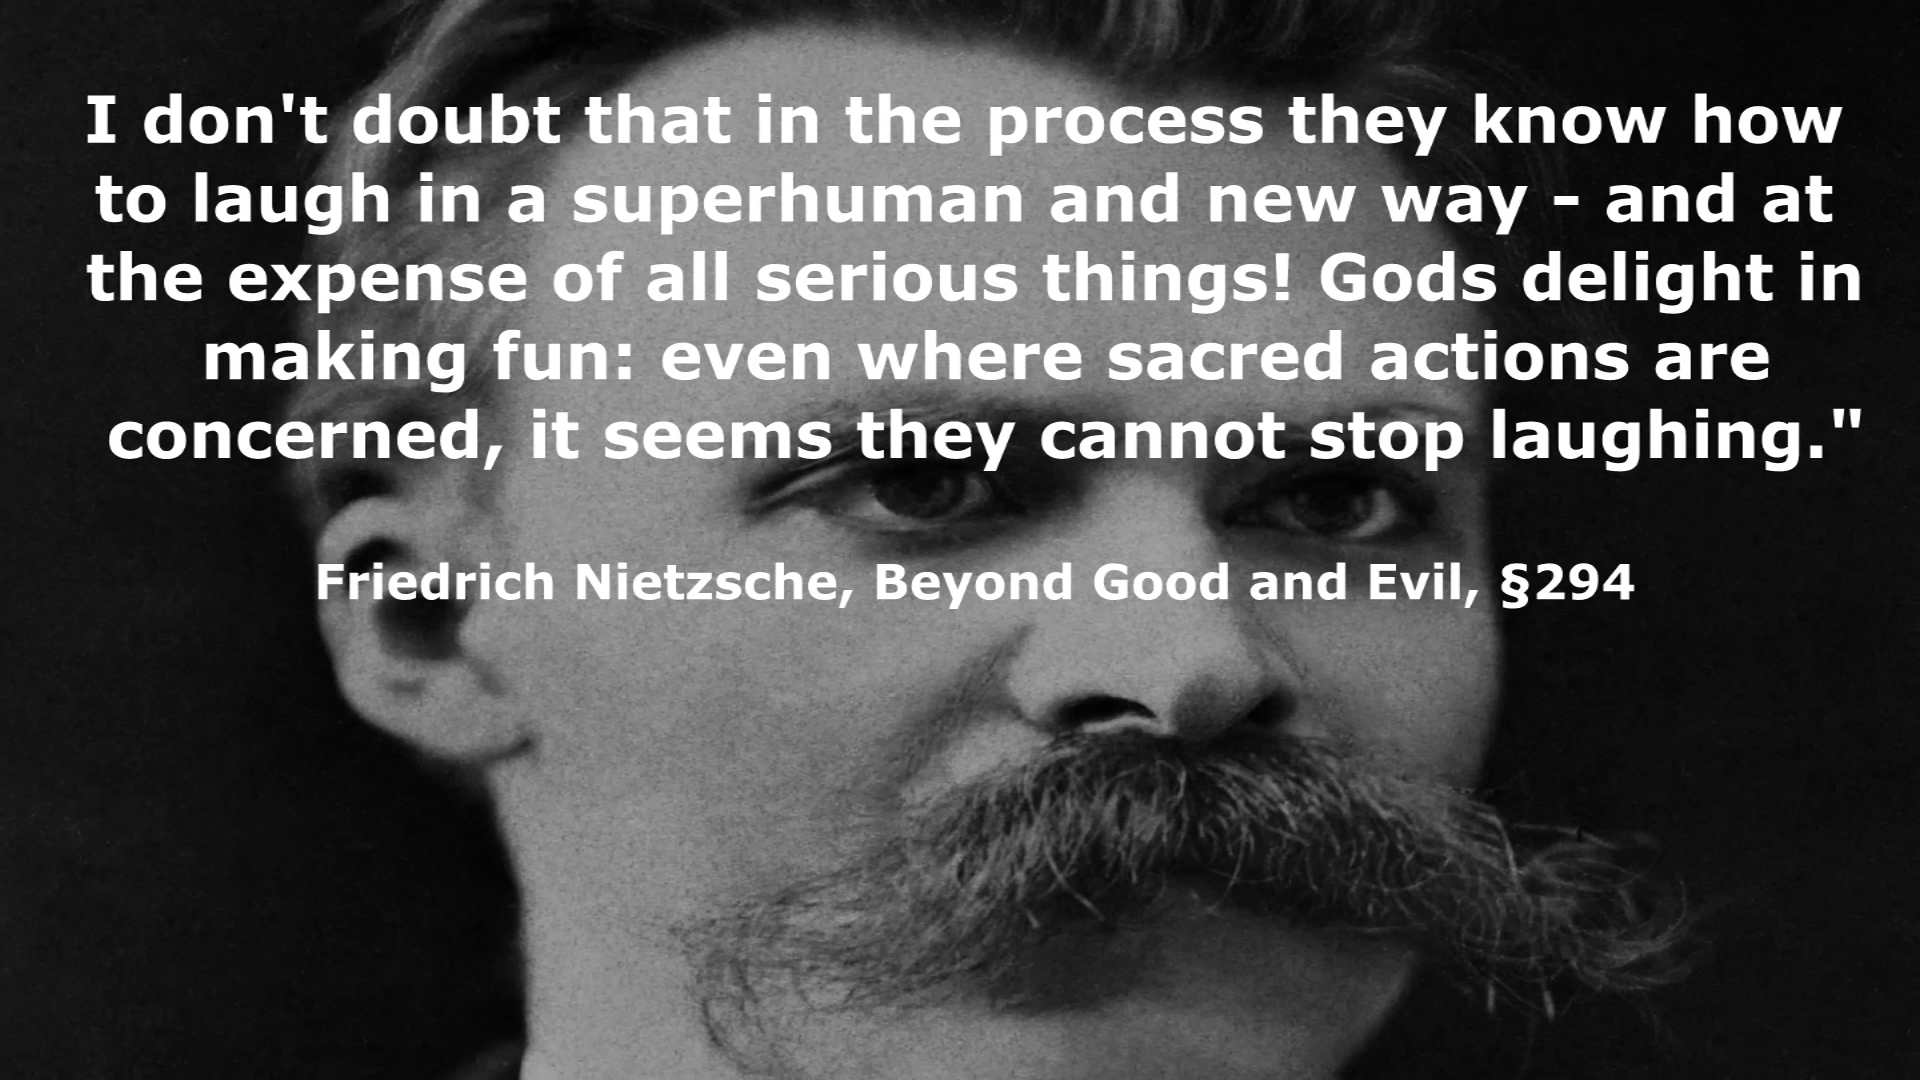 I don't doubt that in the process they know how
to laugh in a superhuman and new way - and at
the expense of all serious things! Gods delight in
making fun: even where sacred actions are
concerned, it seems they cannot stop laughing."
Friedrich Nietzsche, Beyond Good and Evil, §294